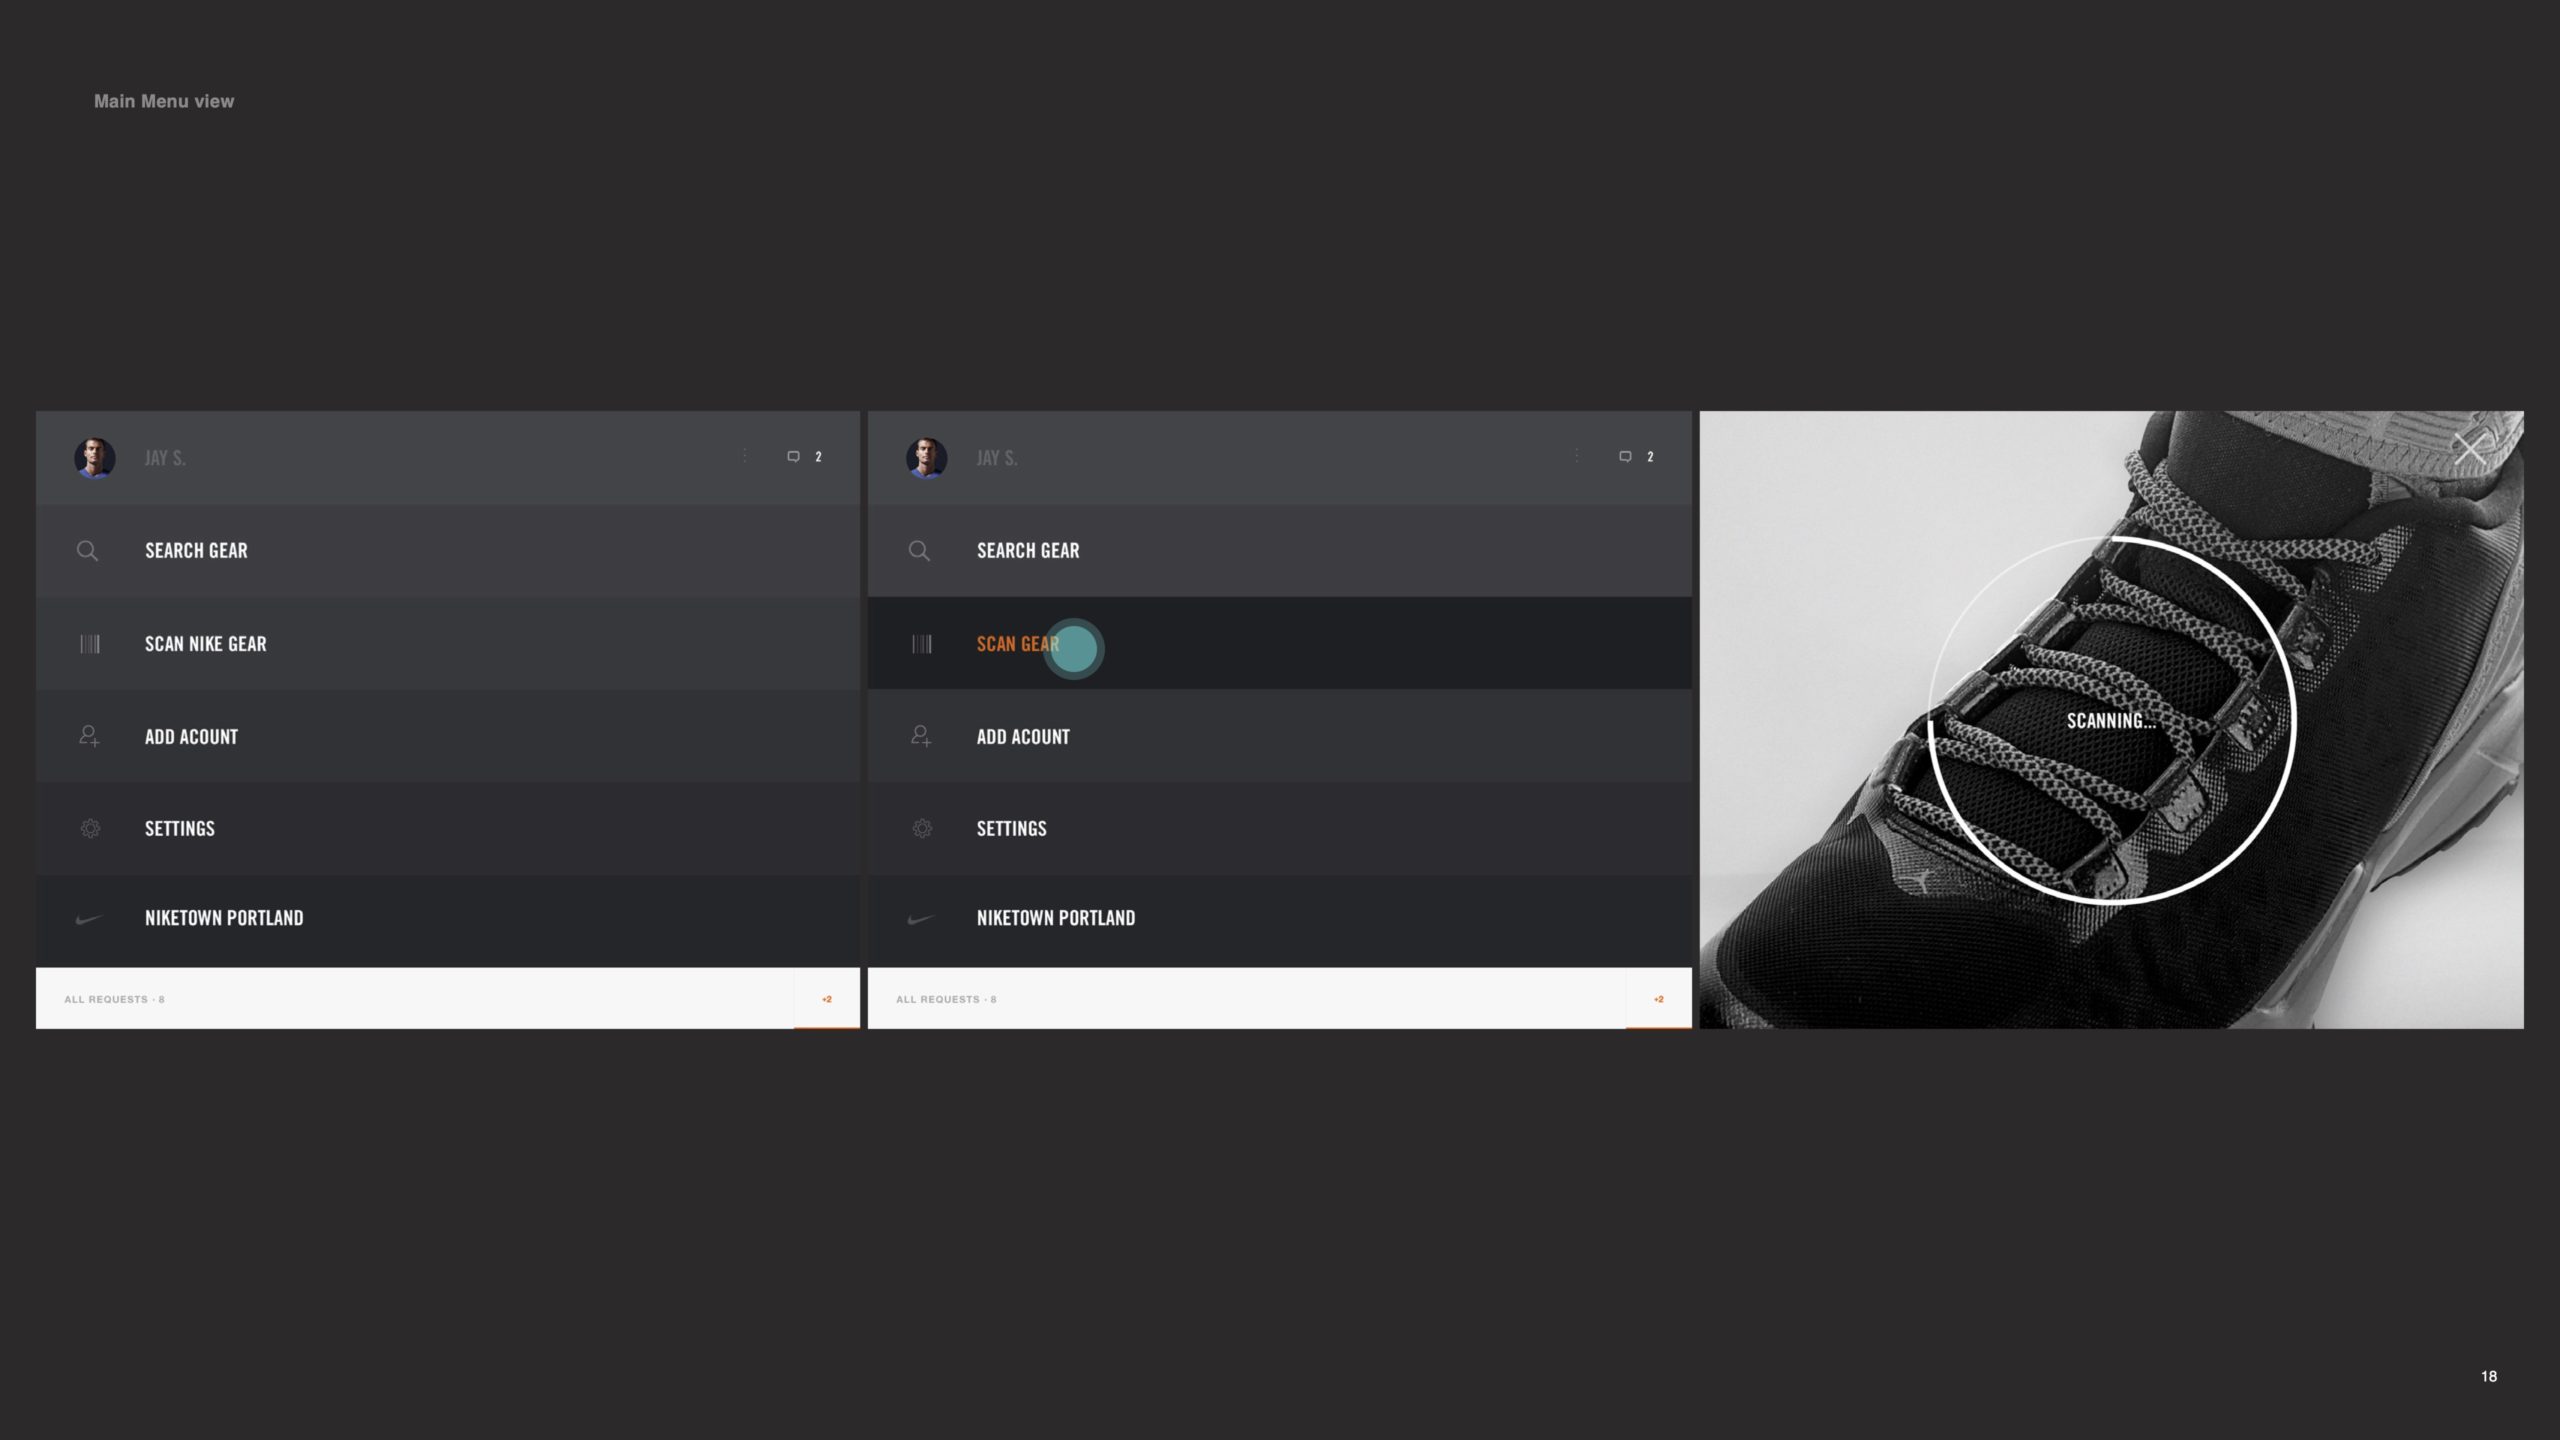 Main Menu view
JAY S.
2
SEARCH GEAR
SCAN NIKE GEAR
ADD ACOUNT
SETTINGS
NIKETOWN PORTLAND
ALL REQUESTS · 8
+2
JAY S.
2
SEARCH GEAR
SCAN GEAR
ADD ACOUNT
SETTINGS
NIKETOWN PORTLAND
ALL REQUESTS · 8
+2
SCANNING...
18